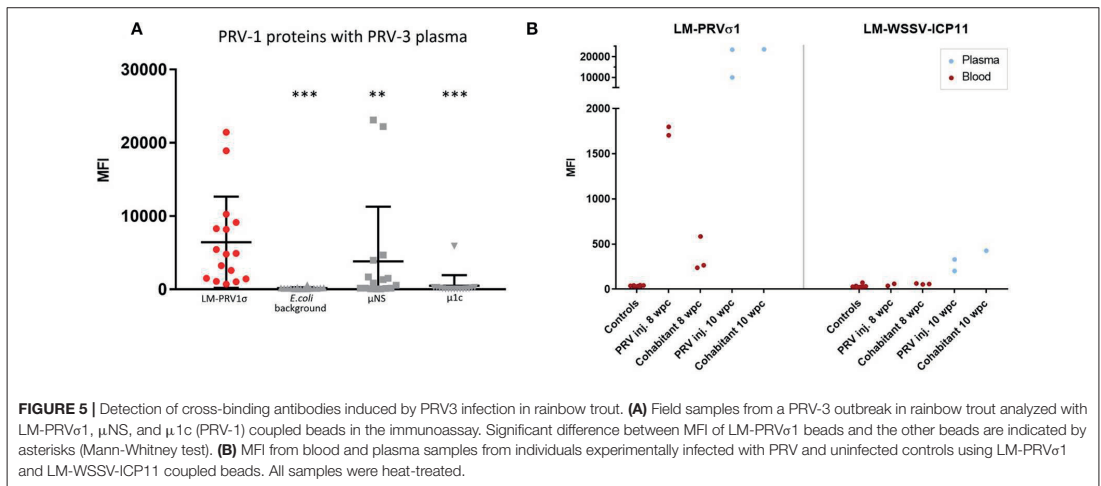 A
PRV-1 proteins with PRV-3 plasma
30000
20000
10000
0
MFI
*** ** ***
LM-PRV1σ
E.coli
background
μNS
μ1c
B
LM-PRVσ1
LM-WSSV-ICP11
20000
10000
2000
1500
1000
500
0
MFI
Plasma
Blood
Controls
PRV inj. 8 wpc
Cohabitant 8 wpc
PRV inj. 10 wpc
Cohabitant 10 wpc
Controls
PRV inj. 8 wpc
Cohabitant 8 wpc
PRV inj. 10 wpc
Cohabitant 10 wpc
FIGURE 5 | Detection of cross-binding antibodies induced by PRV3 infection in rainbow trout. (A) Field samples from a PRV-3 outbreak in rainbow trout analyzed with
LM-PRVσ1, μNS, and μ1c (PRV-1) coupled beads in the immunoassay. Significant difference between MFI of LM-PRVσ1 beads and the other beads are indicated by
asterisks (Mann-Whitney test). (B) MFI from blood and plasma samples from individuals experimentally infected with PRV and uninfected controls using LM-PRVσ1
and LM-WSSV-ICP11 coupled beads. All samples were heat-treated.